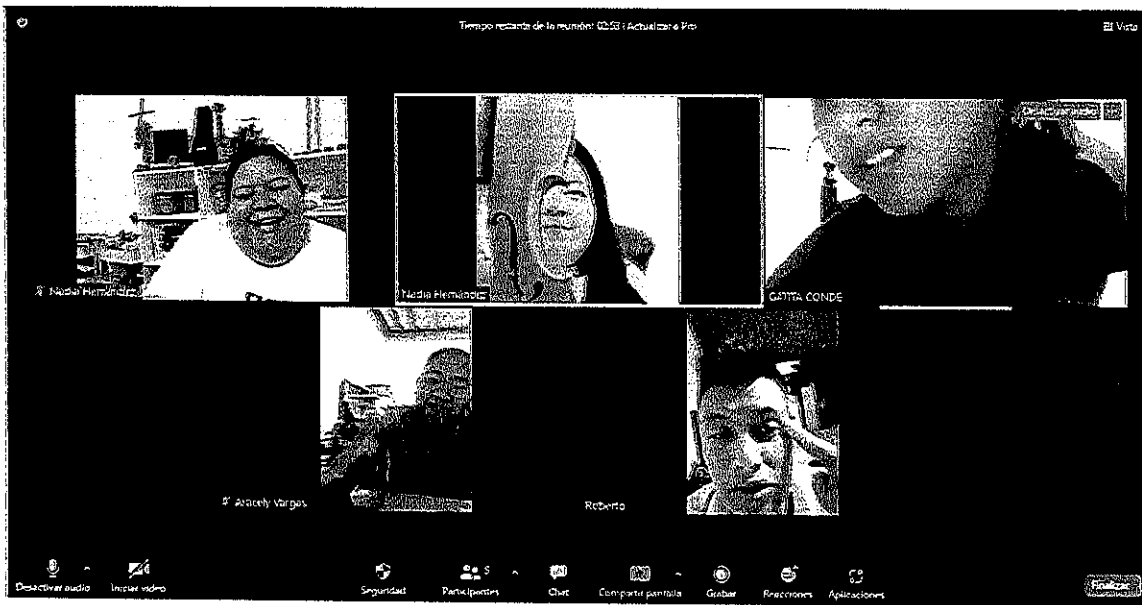 Tiempo restante de la reunión: 02:53 | Actualizar a Pro
Vista
Nadia Hernández
Nadia Hernández
GATITA CONDE
Aracely Vargas
Roberto
Desactivar audio
Iniciar video
Seguridad
Participantes
5
Chat
Compartir pantalla
Grabar
Reacciones
Aplicaciones
Finalizar